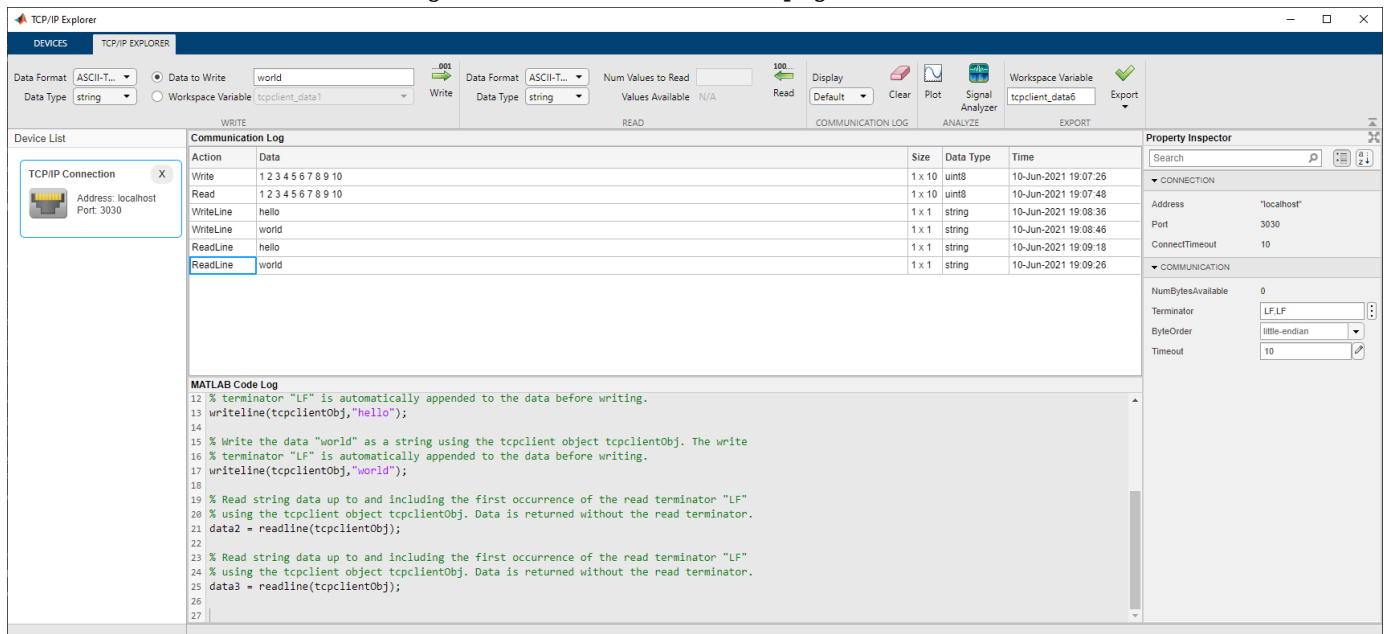 TCP/IP Explorer
DEVICES TCP/IP EXPLORER
Data Format ASCII-T... Data to Write world ...001 Data Format ASCII-T... Num Values to Read 100... Display Workspace Variable
Data Type string Workspace Variable tcpclient_data1 Write Data Type string Values Available N/A Read Default Clear Plot Signal Analyzer tcpclient_data6 Export
WRITE READ COMMUNICATION LOG ANALYZE EXPORT
Device List
TCP/IP Connection X
Address: localhost
Port: 3030
Communication Log
Action Data Size Data Type Time
Write 1 2 3 4 5 6 7 8 9 10 1 x 10 uint8 10-Jun-2021 19:07:26
Read 1 2 3 4 5 6 7 8 9 10 1 x 10 uint8 10-Jun-2021 19:07:48
WriteLine hello 1 x 1 string 10-Jun-2021 19:08:36
WriteLine world 1 x 1 string 10-Jun-2021 19:08:46
ReadLine hello 1 x 1 string 10-Jun-2021 19:09:18
ReadLine world 1 x 1 string 10-Jun-2021 19:09:26
MATLAB Code Log
12 % terminator "LF" is automatically appended to the data before writing.
13 writeline(tcpclientObj,"hello");
14
15 % Write the data "world" as a string using the tcpclient object tcpclientObj. The write
16 % terminator "LF" is automatically appended to the data before writing.
17 writeline(tcpclientObj,"world");
18
19 % Read string data up to and including the first occurrence of the read terminator "LF"
20 % using the tcpclient object tcpclientObj. Data is returned without the read terminator.
21 data2 = readline(tcpclientObj);
22
23 % Read string data up to and including the first occurrence of the read terminator "LF"
24 % using the tcpclient object tcpclientObj. Data is returned without the read terminator.
25 data3 = readline(tcpclientObj);
26
27
Property Inspector
Search
CONNECTION
Address "localhost"
Port 3030
ConnectTimeout 10
COMMUNICATION
NumBytesAvailable 0
Terminator LF,LF
ByteOrder little-endian
Timeout 10